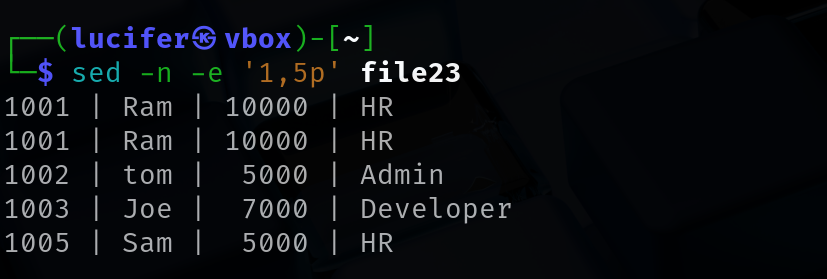 ┌──(lucifer㉿vbox)-[~]
└─$ sed -n -e '1,5p' file23
1001 | Ram | 10000 | HR
1001 | Ram | 10000 | HR
1002 | tom |  5000 | Admin
1003 | Joe |  7000 | Developer
1005 | Sam |  5000 | HR